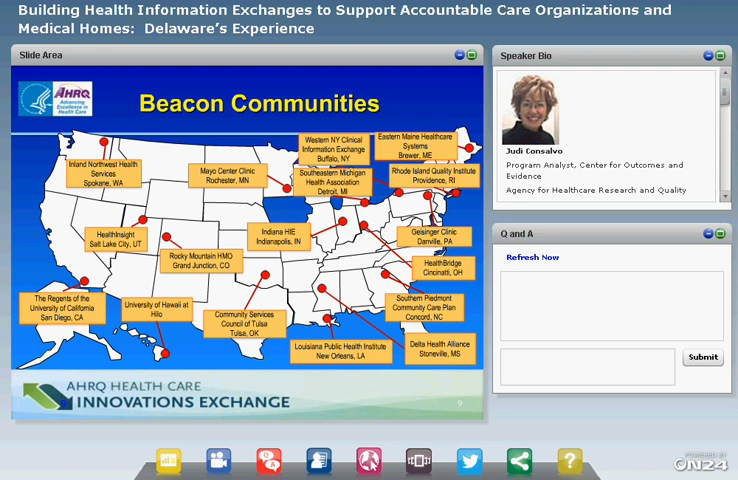 Building Health Information Exchanges to Support Accountable Care Organizations and
Medical Homes:  Delaware's Experience
Slide Area
AHRQ
Advancing
Excellence in
Health Care
Beacon Communities
Inland Northwest Health
Services
Spokane, WA
Mayo Center Clinic
Rochester, MN
Western NY Clinical
Information Exchange
Buffalo, NY
Eastern Maine Healthcare
Systems
Brewer, ME
Southeastern Michigan
Health Association
Detroit, MI
Rhode Island Quality Institute
Providence, RI
HealthInsight
Salt Lake City, UT
Rocky Mountain HMO
Grand Junction, CO
Indiana HIE
Indianapolis, IN
Geisinger Clinic
Danville, PA
HealthBridge
Cincinatti, OH
The Regents of the
University of California
San Diego, CA
University of Hawaii at
Hilo
Community Services
Council of Tulsa
Tulsa, OK
Southern Piedmont
Community Care Plan
Concord, NC
Louisiana Public Health Institute
New Orleans, LA
Delta Health Alliance
Stoneville, MS
AHRQ HEALTH CARE
INNOVATIONS EXCHANGE
9
Speaker Bio
Judi Consalvo
Program Analyst, Center for Outcomes and
Evidence
Agency for Healthcare Research and Quality
Q and A
Refresh Now
Submit
Q
A
?
POWERED BY
ON24